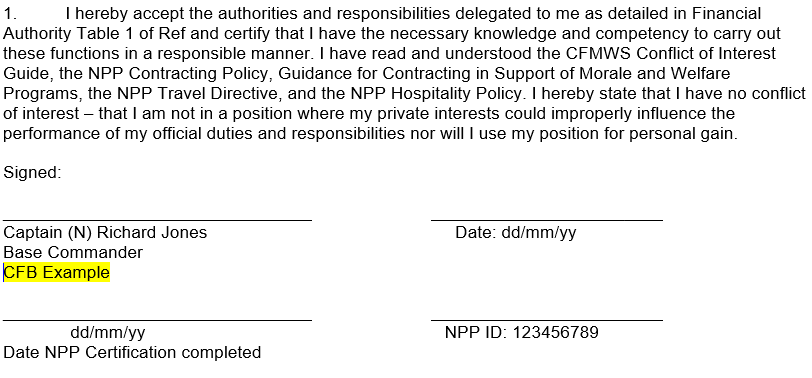 1. I hereby accept the authorities and responsibilities delegated to me as detailed in Financial
Authority Table 1 of Ref and certify that I have the necessary knowledge and competency to carry out
these functions in a responsible manner. I have read and understood the CFMWS Conflict of Interest
Guide, the NPP Contracting Policy, Guidance for Contracting in Support of Morale and Welfare
Programs, the NPP Travel Directive, and the NPP Hospitality Policy. I hereby state that I have no conflict
of interest – that I am not in a position where my private interests could improperly influence the
performance of my official duties and responsibilities nor will I use my position for personal gain.
Signed:
Captain (N) Richard Jones
Date: dd/mm/yy
Base Commander
CFB Example
dd/mm/yy
NPP ID: 123456789
Date NPP Certification completed